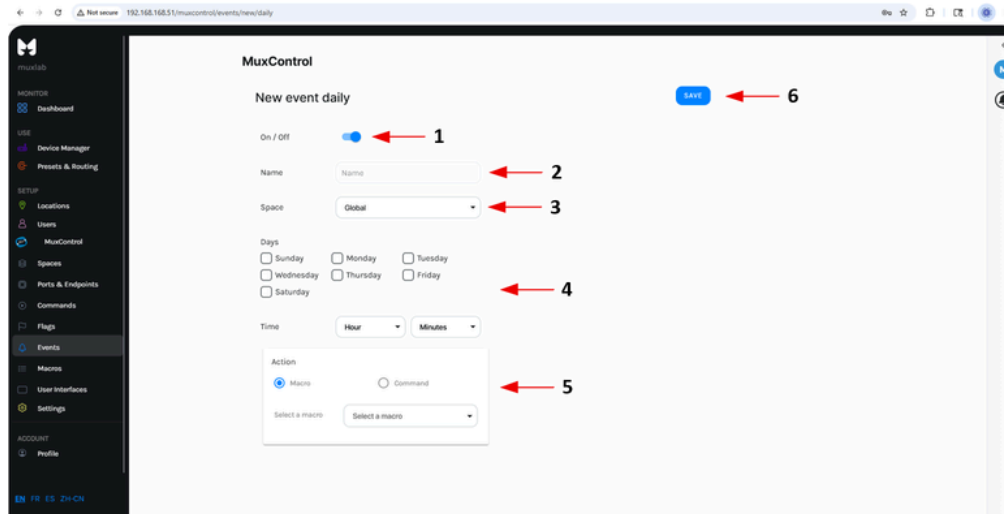 Not secure 192.168.168.51/muxcontrol/events/new/daily
muxlab
MONITOR
Dashboard
USE
Device Manager
Presets & Routing
SETUP
Locations
Users
MuxControl
Spaces
Ports & Endpoints
Commands
Flags
Events
Macros
User Interfaces
Settings
ACCOUNT
Profile
EN FR ES ZH-CN
MuxControl
New event daily
SAVE
6
On / Off
1
Name
Name
2
Space
Global
3
Days
Sunday Monday Tuesday
Wednesday Thursday Friday
Saturday
4
Time
Hour Minutes
Action
Macro Command
5
Select a macro
Select a macro
M